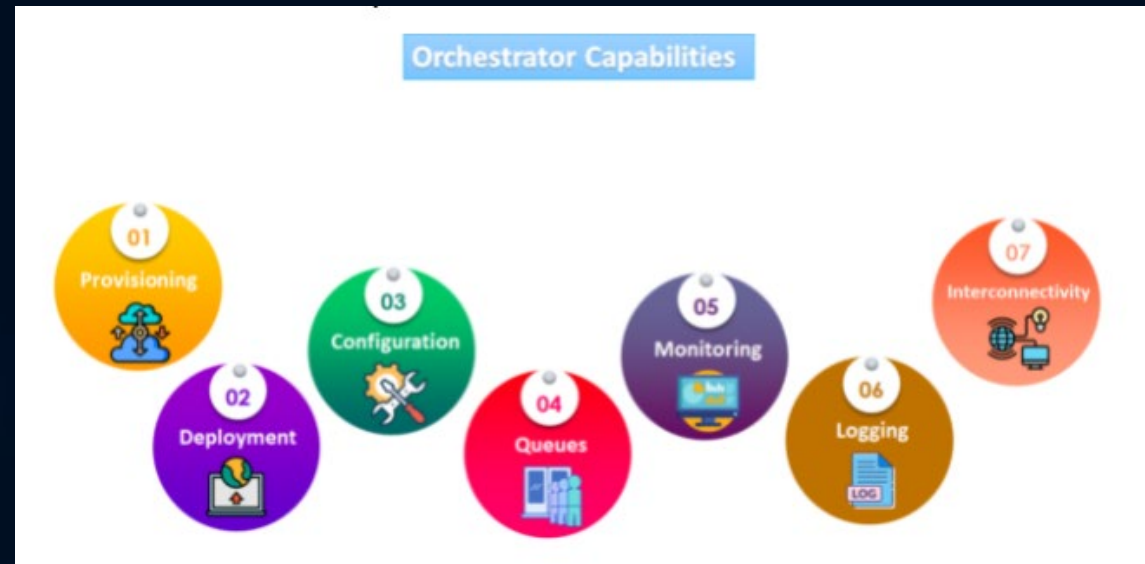 Orchestrator Capabilities
01
Provisioning
02
Deployment
03
Configuration
04
Queues
05
Monitoring
06
Logging
LOG
07
Interconnectivity